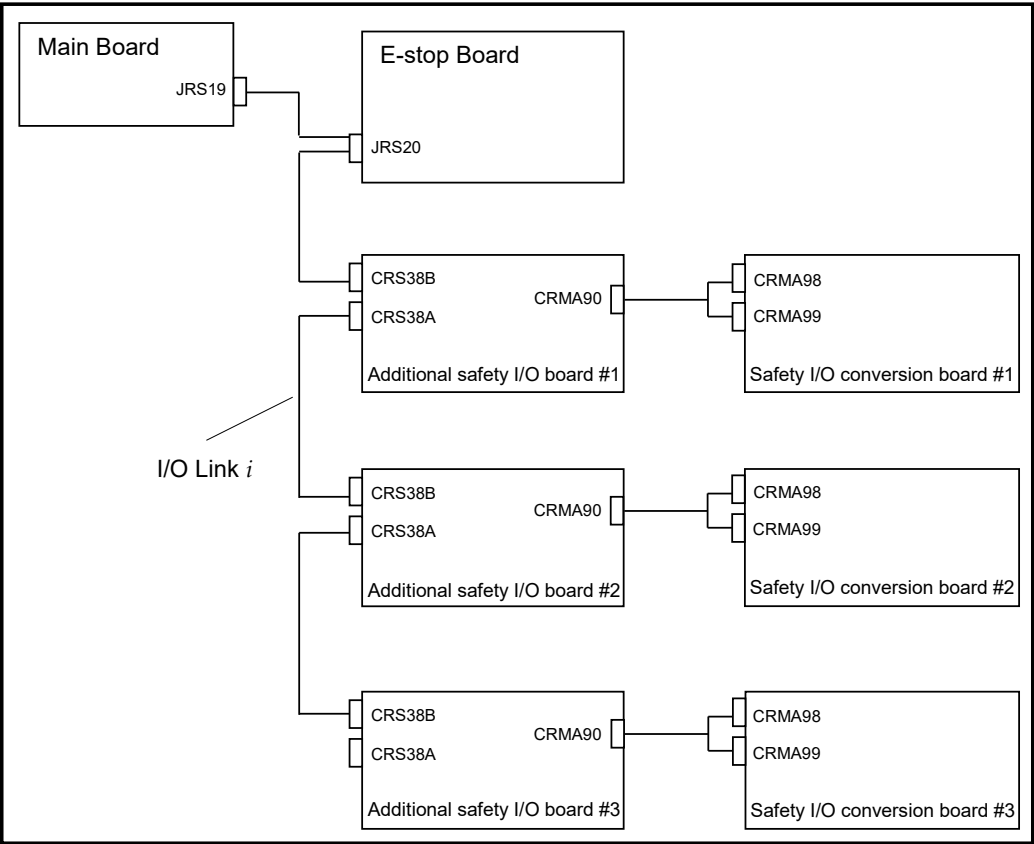 Main Board
JRS19
E-stop Board
JRS20
CRS38B
CRS38A
CRMA90
Additional safety I/O board #1
CRMA98
CRMA99
Safety I/O conversion board #1
I/O Link i
CRS38B
CRS38A
CRMA90
Additional safety I/O board #2
CRMA98
CRMA99
Safety I/O conversion board #2
CRS38B
CRS38A
CRMA90
Additional safety I/O board #3
CRMA98
CRMA99
Safety I/O conversion board #3